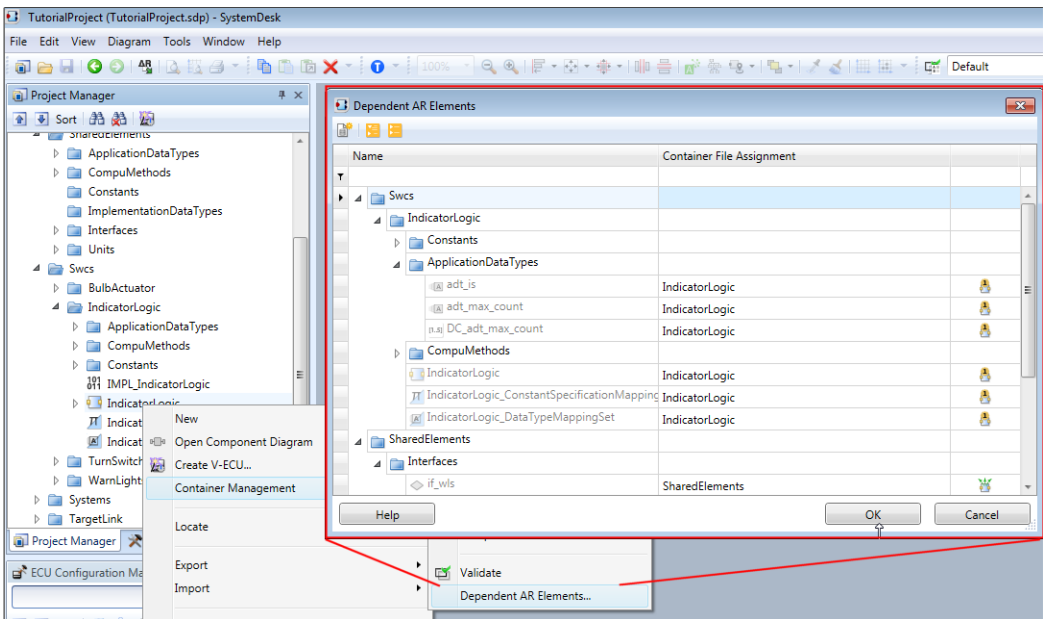 TutorialProject (TutorialProject.sdp) - SystemDesk
File Edit View Diagram Tools Window Help
100% Default
Project Manager
Sort
SharedElements
ApplicationDataTypes
CompuMethods
Constants
ImplementationDataTypes
Interfaces
Units
Swcs
BulbActuator
IndicatorLogic
ApplicationDataTypes
CompuMethods
Constants
IMPL_IndicatorLogic
IndicatorLogic
Indicat
Indicat
TurnSwitch
WarnLight
Systems
TargetLink
Project Manager
ECU Configuration Ma
New
Open Component Diagram
Create V-ECU...
Container Management
Locate
Export
Import
Validate
Dependent AR Elements...
Dependent AR Elements
Name Container File Assignment
Swcs
IndicatorLogic
Constants
ApplicationDataTypes
adt_is IndicatorLogic
adt_max_count IndicatorLogic
DC_adt_max_count IndicatorLogic
CompuMethods
IndicatorLogic IndicatorLogic
IndicatorLogic_ConstantSpecificationMapping IndicatorLogic
IndicatorLogic_DataTypeMappingSet IndicatorLogic
SharedElements
Interfaces
if_wls SharedElements
Help OK Cancel